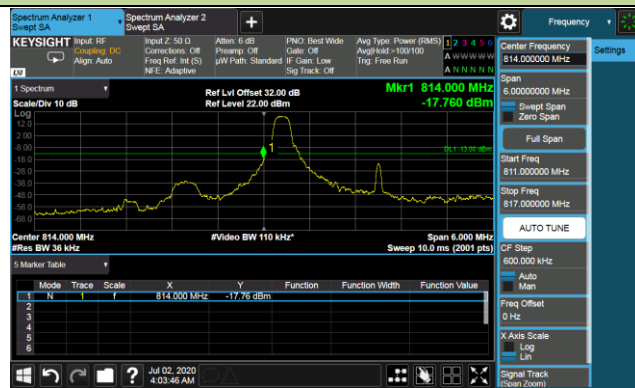 Spectrum Analyzer 1
Swept SA
Spectrum Analyzer 2
Swept SA
+
Frequency
KEYSIGHT
Input: RF
Coupling: DC
Align: Auto
Input Z: 50 Ω
Corrections: Off
Freq Ref: Int (S)
NFE: Adaptive
Atten: 6 dB
Preamp: Off
µW Path: Standard
PNO: Best Wide
Gate: Off
IF Gain: Low
Sig Track: Off
Avg Type: Power (RMS)
Avg|Hold >100/100
Trig: Free Run
1 2 3 4 5 6
A W W W W W
A N N N N N
LXI
Center Frequency
814.000000 MHz
Settings
Span
6.00000000 MHz
Swept Span
Zero Span
Full Span
Start Freq
811.000000 MHz
Stop Freq
817.000000 MHz
AUTO TUNE
CF Step
600.000 kHz
Auto
Man
Freq Offset
0 Hz
X Axis Scale
Log
Lin
Signal Track
(Span Zoom)
1 Spectrum
Scale/Div 10 dB
Ref Lvl Offset 32.00 dB
Ref Level 22.00 dBm
Mkr1 814.000 MHz
-17.760 dBm
Log
12.0
2.00
-8.00
-18.0
-28.0
-38.0
-48.0
-58.0
-68.0
1
DL1 -13.00 dBm
Center 814.000 MHz
#Res BW 36 kHz
#Video BW 110 kHz*
Span 6.000 MHz
Sweep 10.0 ms (2001 pts)
5 Marker Table
Mode Trace Scale X Y Function Function Width Function Value
1 N 1 f 814.000 MHz -17.76 dBm
2
3
4
5
6
?
Jul 02, 2020
4:03:46 AM